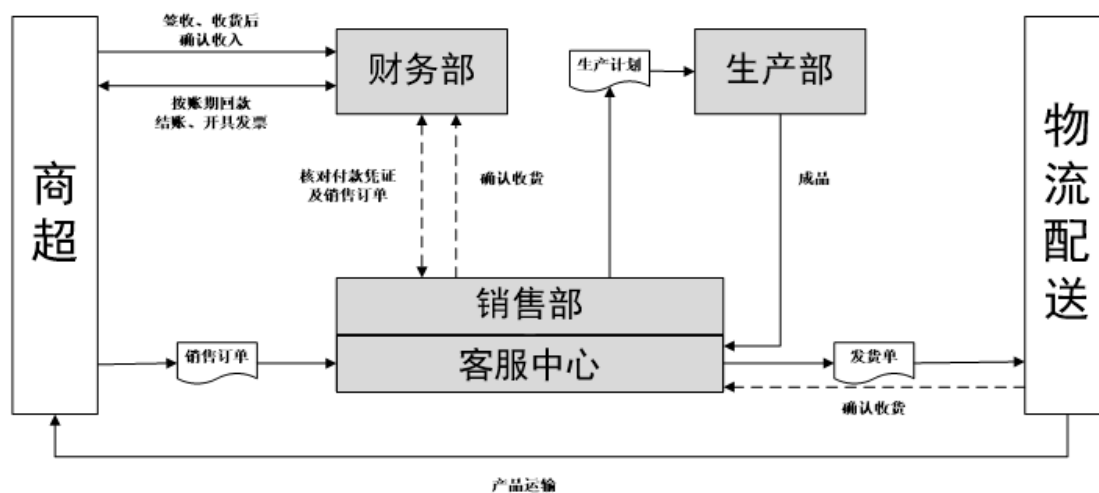 签收、收货后
确认收入
财务部
生产计划
生产部
按账期回款
结账、开具发票
商超
物流配送
核对付款凭证
及销售订单
确认收货
成品
销售部
销售订单
客服中心
发货单
确认收货
产品运输